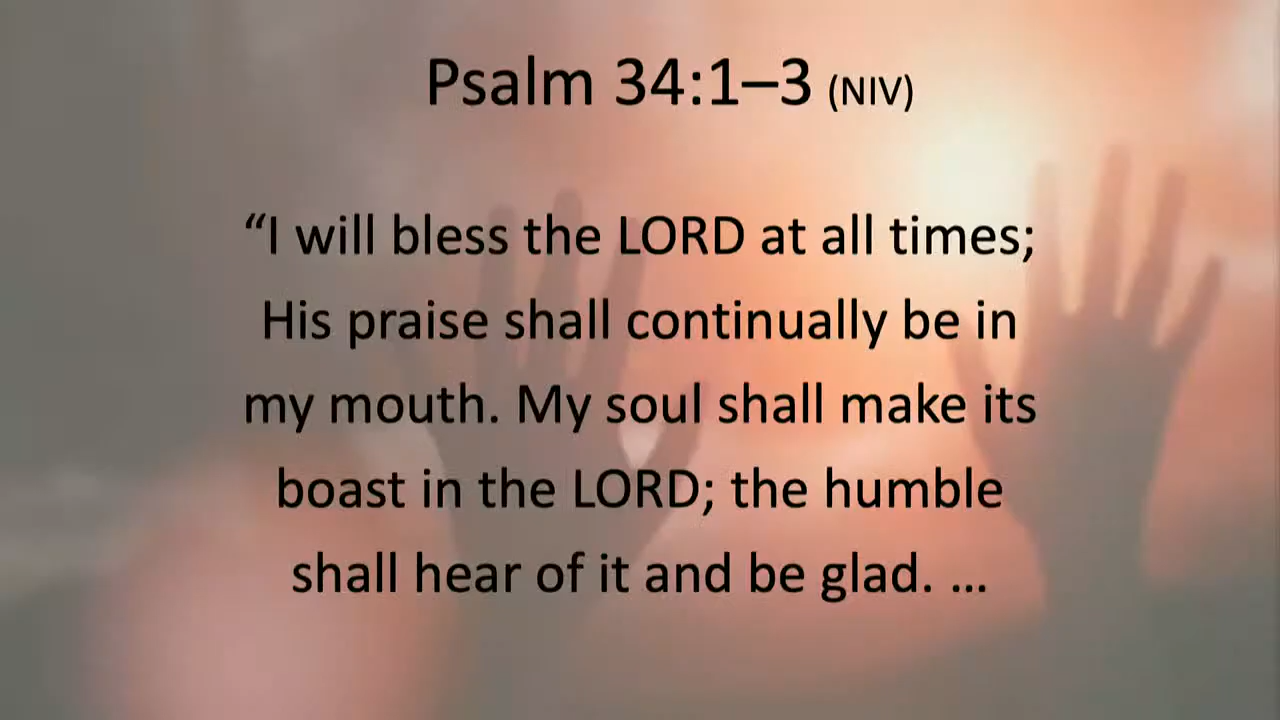 Psalm 34:1–3 (NIV)
“I will bless the LORD at all times;
His praise shall continually be in
my mouth. My soul shall make its
boast in the LORD; the humble
shall hear of it and be glad. …